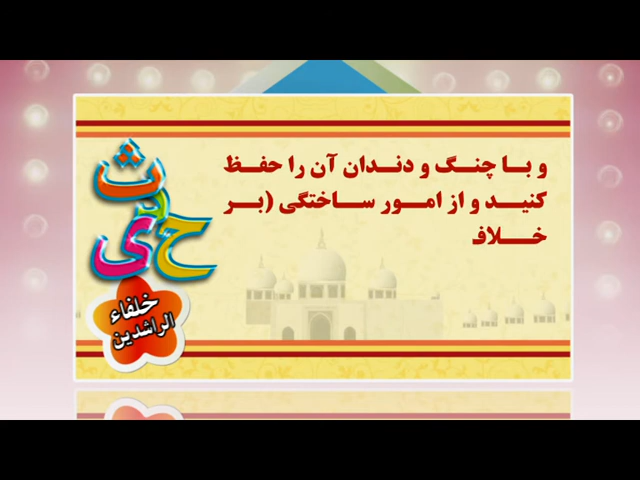 و با چنگ و دندان آن را حفظ
کنید و از امور ساختگی (بر
خلاف
حدیث
خلفاء
الراشدین